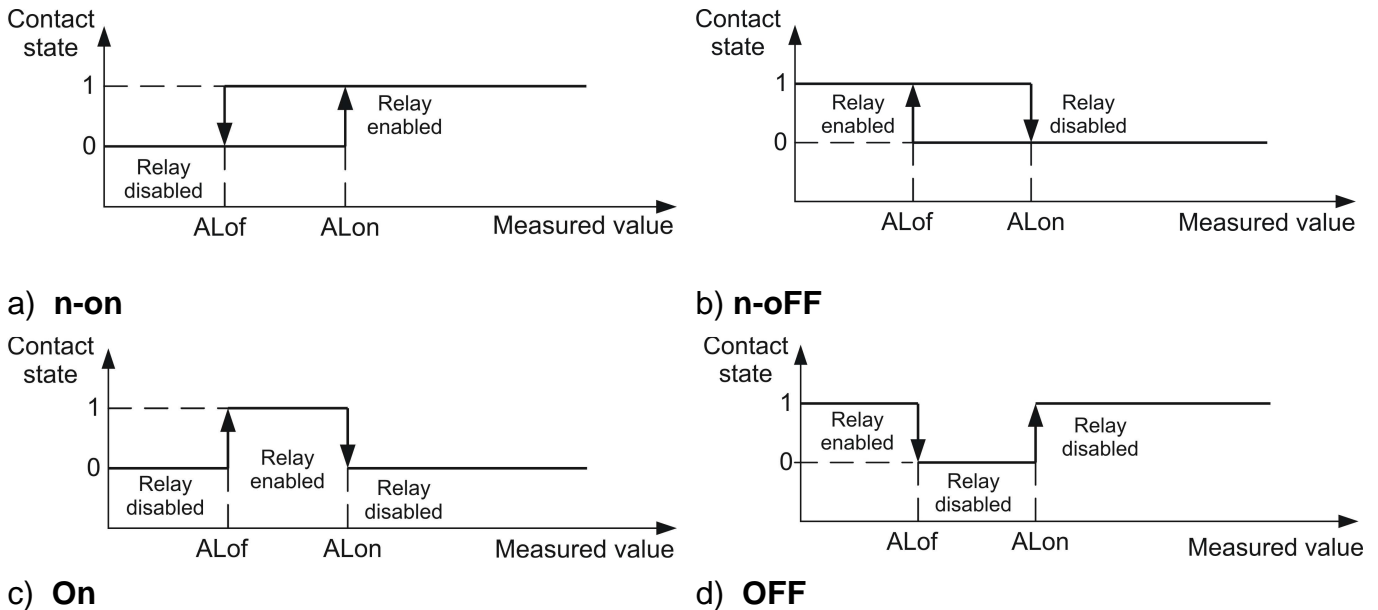 Contact
state
1
0
Relay
enabled
Relay
disabled
ALof
ALon
Measured value
a) n-on
Contact
state
1
0
Relay
enabled
Relay
disabled
ALof
ALon
Measured value
b) n-oFF
Contact
state
1
0
Relay
disabled
Relay
enabled
Relay
disabled
ALof
ALon
Measured value
c) On
Contact
state
1
0
Relay
enabled
Relay
disabled
Relay
disabled
ALof
ALon
Measured value
d) OFF